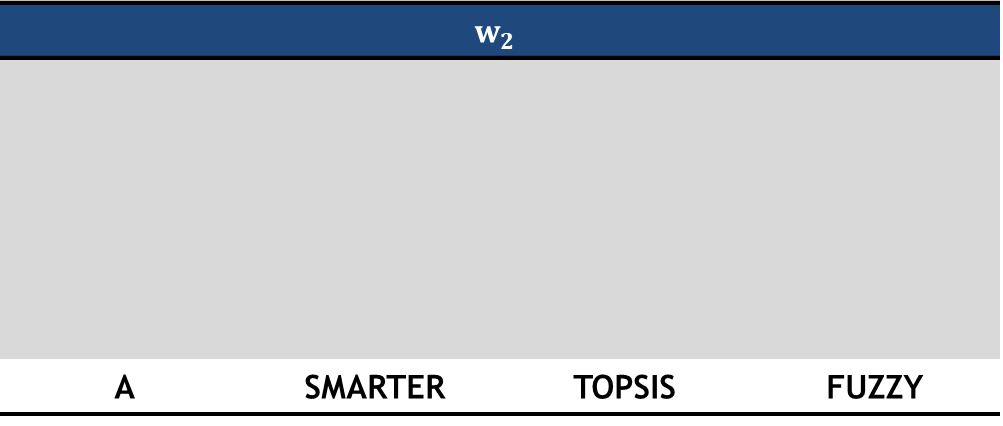 w₂
A SMARTER TOPSIS FUZZY